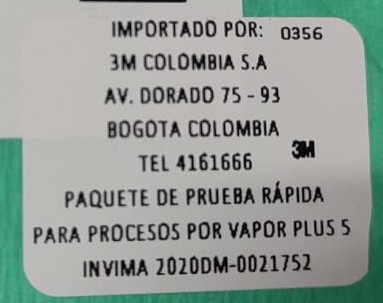 IMPORTADO POR: 0356
3M COLOMBIA S.A
AV. DORADO 75 - 93
BOGOTA COLOMBIA
TEL 4161666 3M
PAQUETE DE PRUEBA RÁPIDA
PARA PROCESOS POR VAPOR PLUS 5
INVIMA 2020DM-0021752